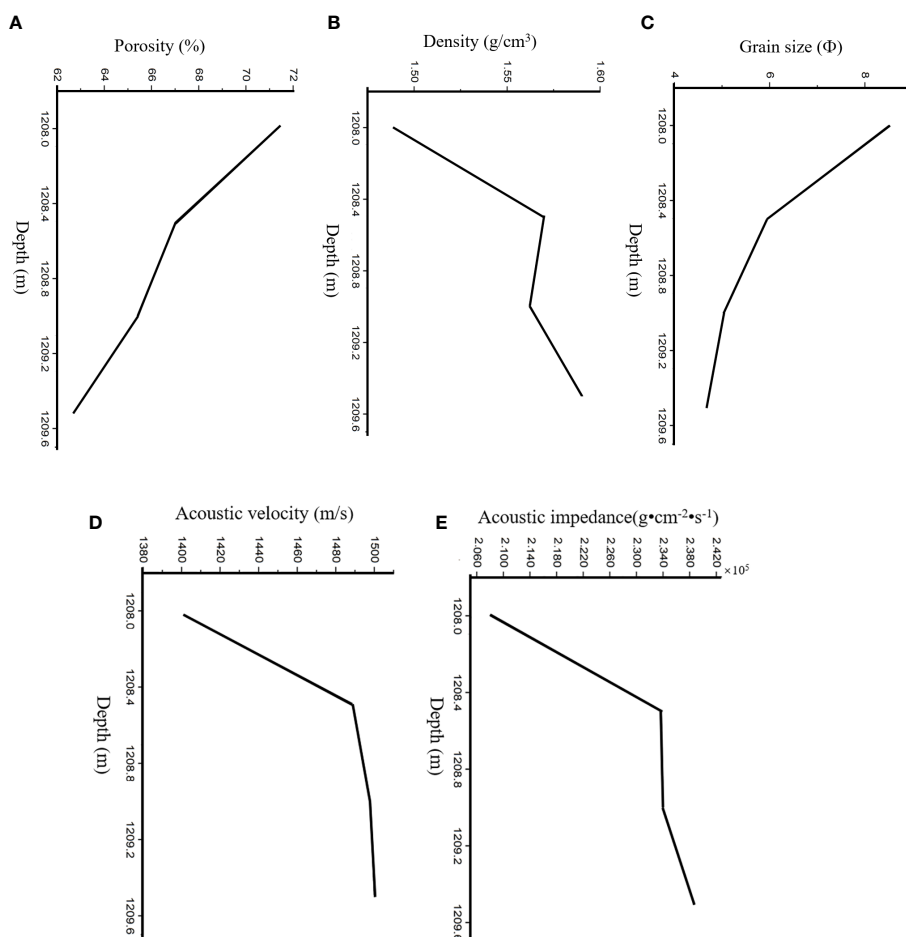 A
Porosity (%)
62 64 66 68 70 72
1208.0
1208.4
1208.8
1209.2
1209.6
Depth (m)
B
Density (g/cm³)
1.50 1.55 1.60
1208.0
1208.4
1208.8
1209.2
1209.6
Depth (m)
C
Grain size (Φ)
4 6 8
1208.0
1208.4
1208.8
1209.2
1209.6
Depth (m)
D
Acoustic velocity (m/s)
1380 1400 1420 1440 1460 1480 1500
1208.0
1208.4
1208.8
1209.2
1209.6
Depth (m)
E
Acoustic impedance(g•cm⁻²•s⁻¹)
2.060 2.100 2.140 2.180 2.220 2.260 2.300 2.340 2.380 2.420
×10⁵
1208.0
1208.4
1208.8
1209.2
1209.6
Depth (m)